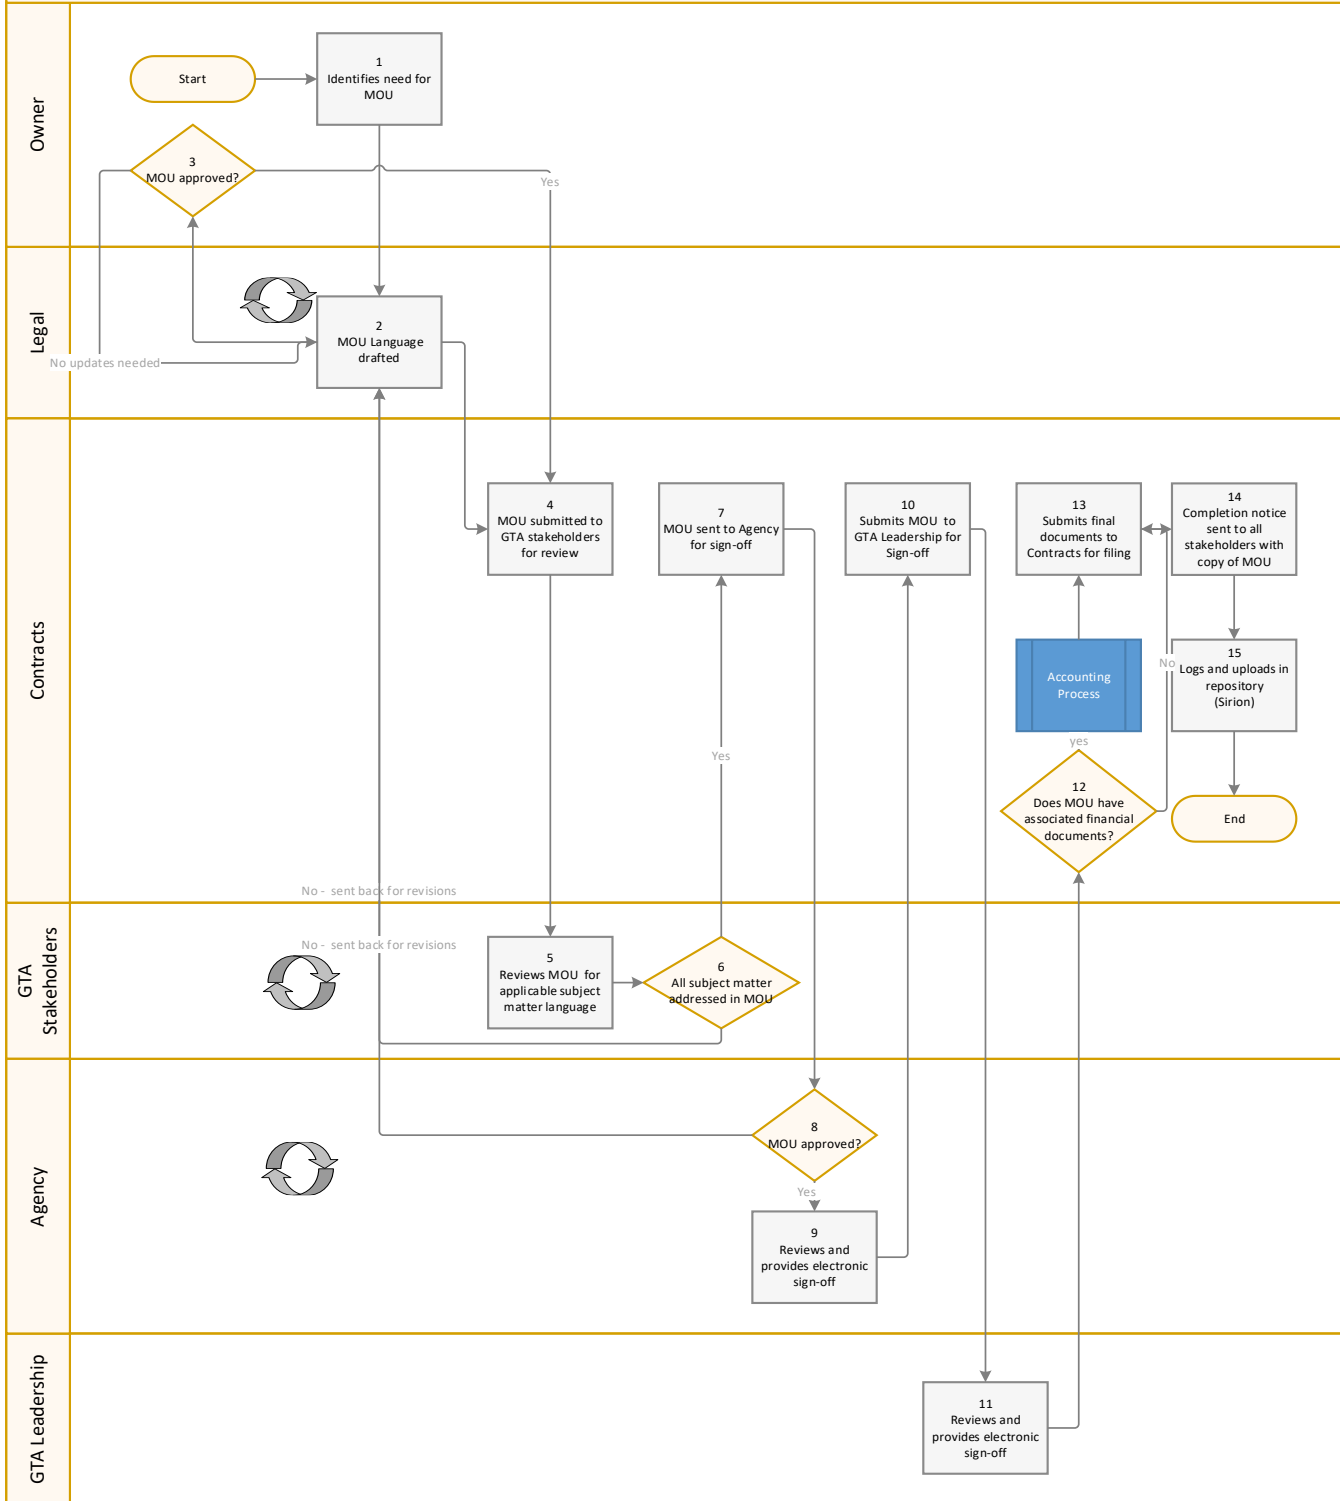 Owner
Start
1
Identifies need for
MOU
3
MOU approved?
Yes
Legal
2
MOU Language
drafted
No updates needed
Contracts
4
MOU submitted to
GTA stakeholders
for review
7
MOU sent to Agency
for sign-off
10
Submits MOU to
GTA Leadership for
Sign-off
13
Submits final
documents to
Contracts for filing
14
Completion notice
sent to all
stakeholders with
copy of MOU
Accounting
Process
No
15
Logs and uploads in
repository
(Sirion)
Yes
yes
12
Does MOU have
associated financial
documents?
End
No - sent back for revisions
GTA
Stakeholders
No - sent back for revisions
5
Reviews MOU for
applicable subject
matter language
6
All subject matter
addressed in MOU
Agency
8
MOU approved?
Yes
9
Reviews and
provides electronic
sign-off
GTA Leadership
11
Reviews and
provides electronic
sign-off